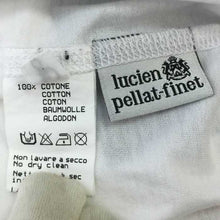 100% COTONE
COTTON
COTON
BAUMWOLLE
ALGODON
Non lavare a secco
No dry clean
lucien
pellat-finet